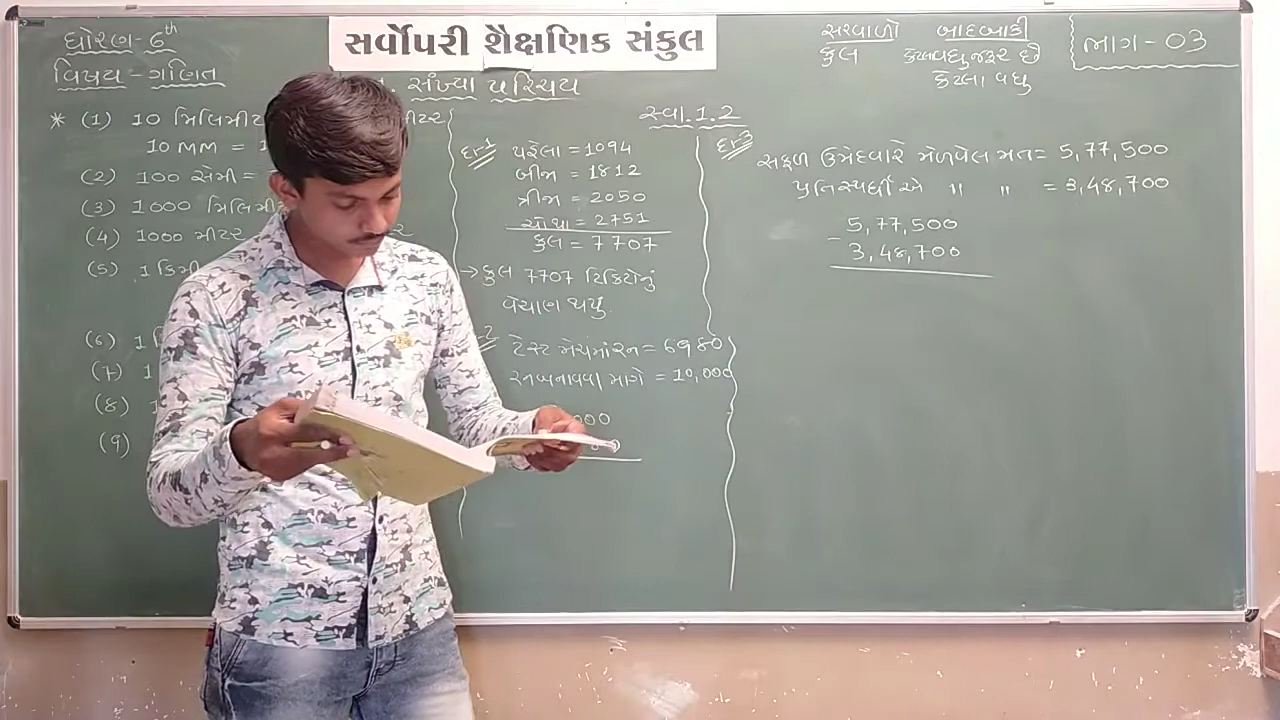 ધોરણ-6th
વિષય-ગણિત
સર્વોપરી શૈક્ષણિક સંકુલ
. સંખ્યા પરિચય
સરવાળો બાદબાકી
કુલ કેટલા વધુ જરૂર છે
કેટલા વધુ
ભાગ-03
* (1) 10 મિલિમીટ
10 mm = 1
(2) 100 સેમી =
(3) 1000 મિલિમી
(4) 1000 મીટર
(5) 1 કિમી
(6) 1
(7) 1
(8) 1
(9)
સ્વા.1.2
દા-1 પહેલા = 1094
બીજા = 1812
ત્રીજા = 2050
ચોથા = 2751
કુલ = 7707
→ કુલ 7707 ટિકિટોનું
વેચાણ થયું.
-2 ટેસ્ટ મેચમાં રન = 6980
રન બનાવવા માગે = 10,000
000
દા-3
સફળ ઉમેદવારે મેળવેલ મત = 5,77,500
પ્રતિસ્પર્ધીએ " " = 3,48,700
5,77,500
- 3,48,700